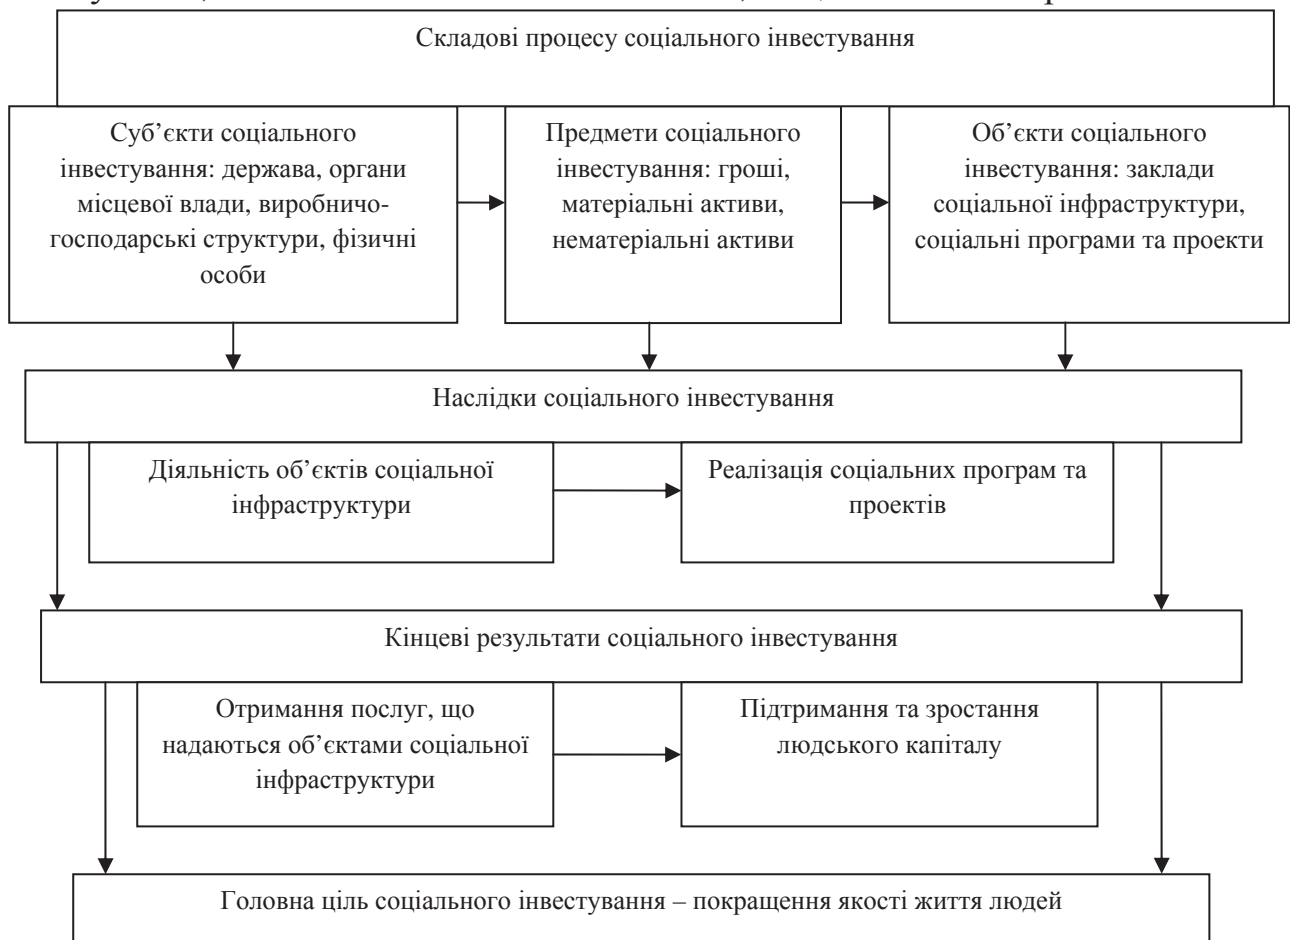 Складові процесу соціального інвестування
Суб’єкти соціального
інвестування: держава, органи
місцевої влади, виробничо-
господарські структури, фізичні
особи
Предмети соціального
інвестування: гроші,
матеріальні активи,
нематеріальні активи
Об’єкти соціального
інвестування: заклади
соціальної інфраструктури,
соціальні програми та проекти
Наслідки соціального інвестування
Діяльність об’єктів соціальної
інфраструктури
Реалізація соціальних програм та
проектів
Кінцеві результати соціального інвестування
Отримання послуг, що
надаються об’єктами соціальної
інфраструктури
Підтримання та зростання
людського капіталу
Головна ціль соціального інвестування – покращення якості життя людей